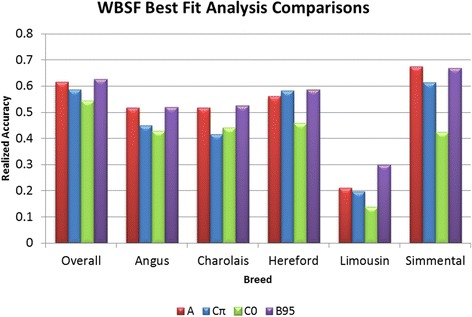 WBSF Best Fit Analysis Comparisons
0.8
0.7
0.6
0.5
0.4
0.3
0.2
0.1
0
Realized Accuracy
Overall Angus Charolais Hereford Limousin Simmental
Breed
A Cπ C0 B95